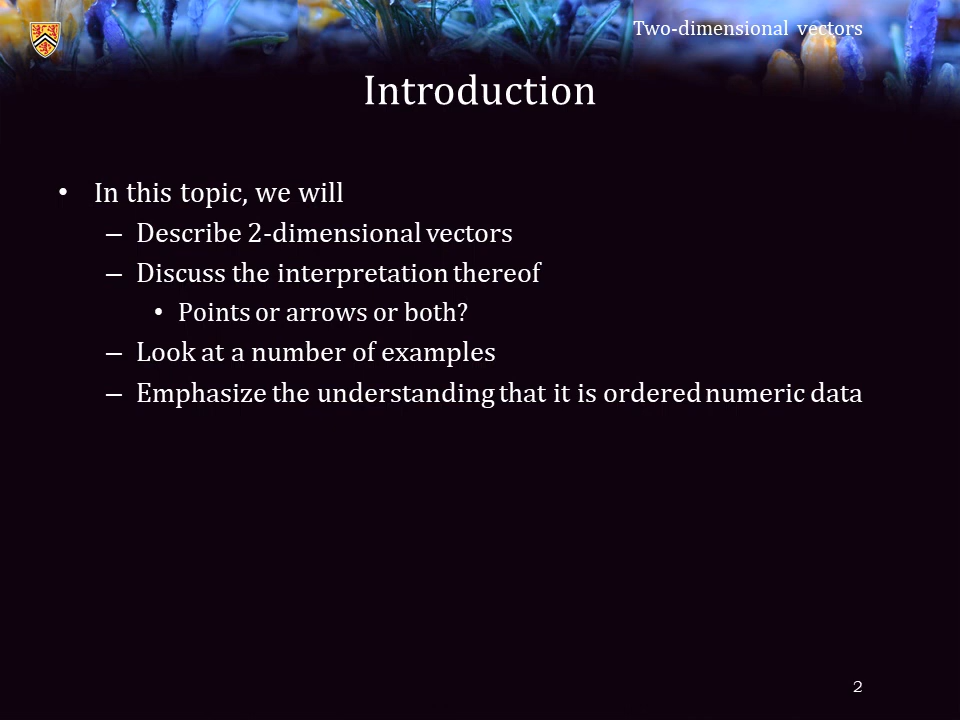 Two-dimensional vectors
Introduction
• In this topic, we will
– Describe 2-dimensional vectors
– Discuss the interpretation thereof
• Points or arrows or both?
– Look at a number of examples
– Emphasize the understanding that it is ordered numeric data
2